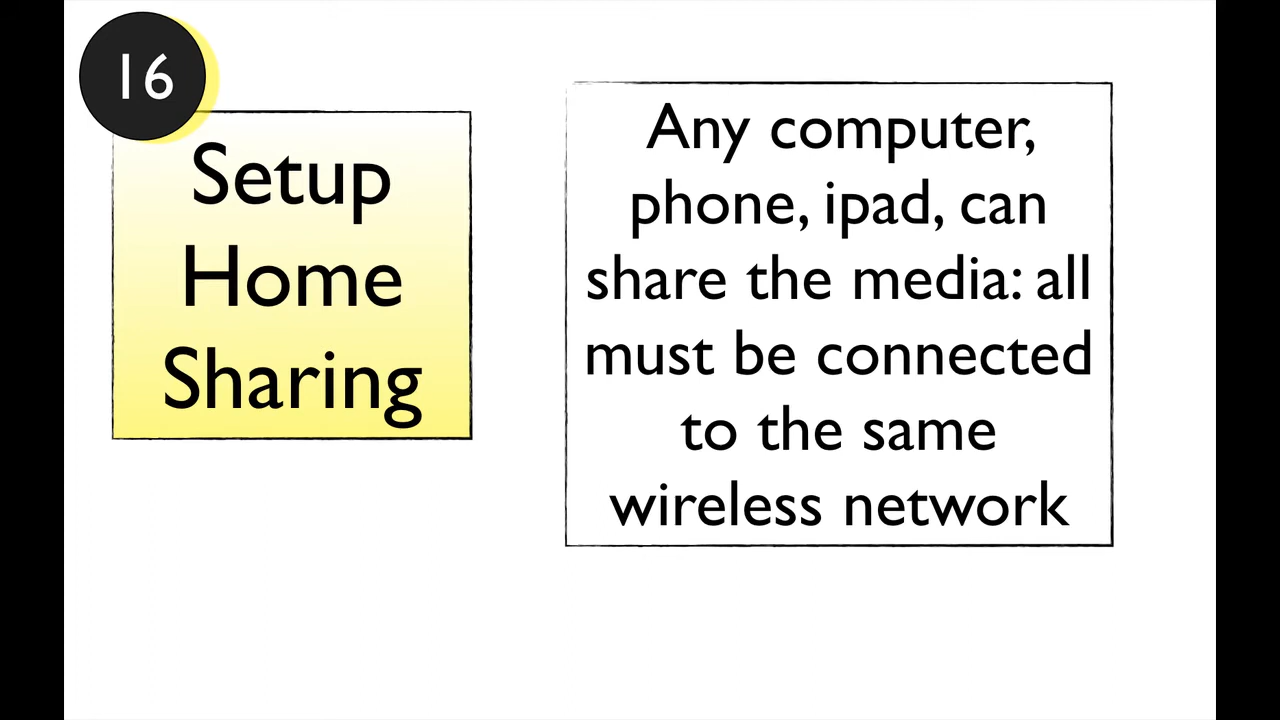 16
Setup
Home
Sharing
Any computer,
phone, ipad, can
share the media: all
must be connected
to the same
wireless network